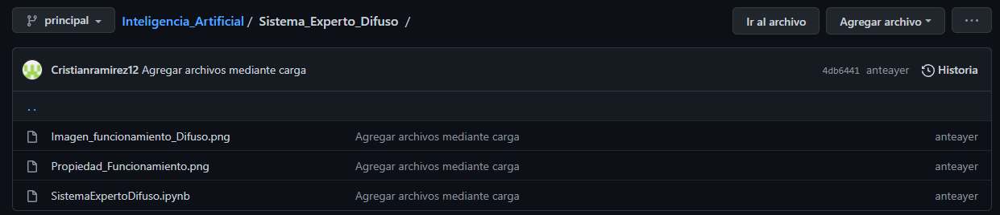 principal Inteligencia_Artificial / Sistema_Experto_Difuso / Ir al archivo Agregar archivo ...
Cristianramirez12 Agregar archivos mediante carga 4db6441 anteayer Historia
..
Imagen_funcionamiento_Difuso.png Agregar archivos mediante carga anteayer
Propiedad_Funcionamiento.png Agregar archivos mediante carga anteayer
SistemaExpertoDifuso.ipynb Agregar archivos mediante carga anteayer